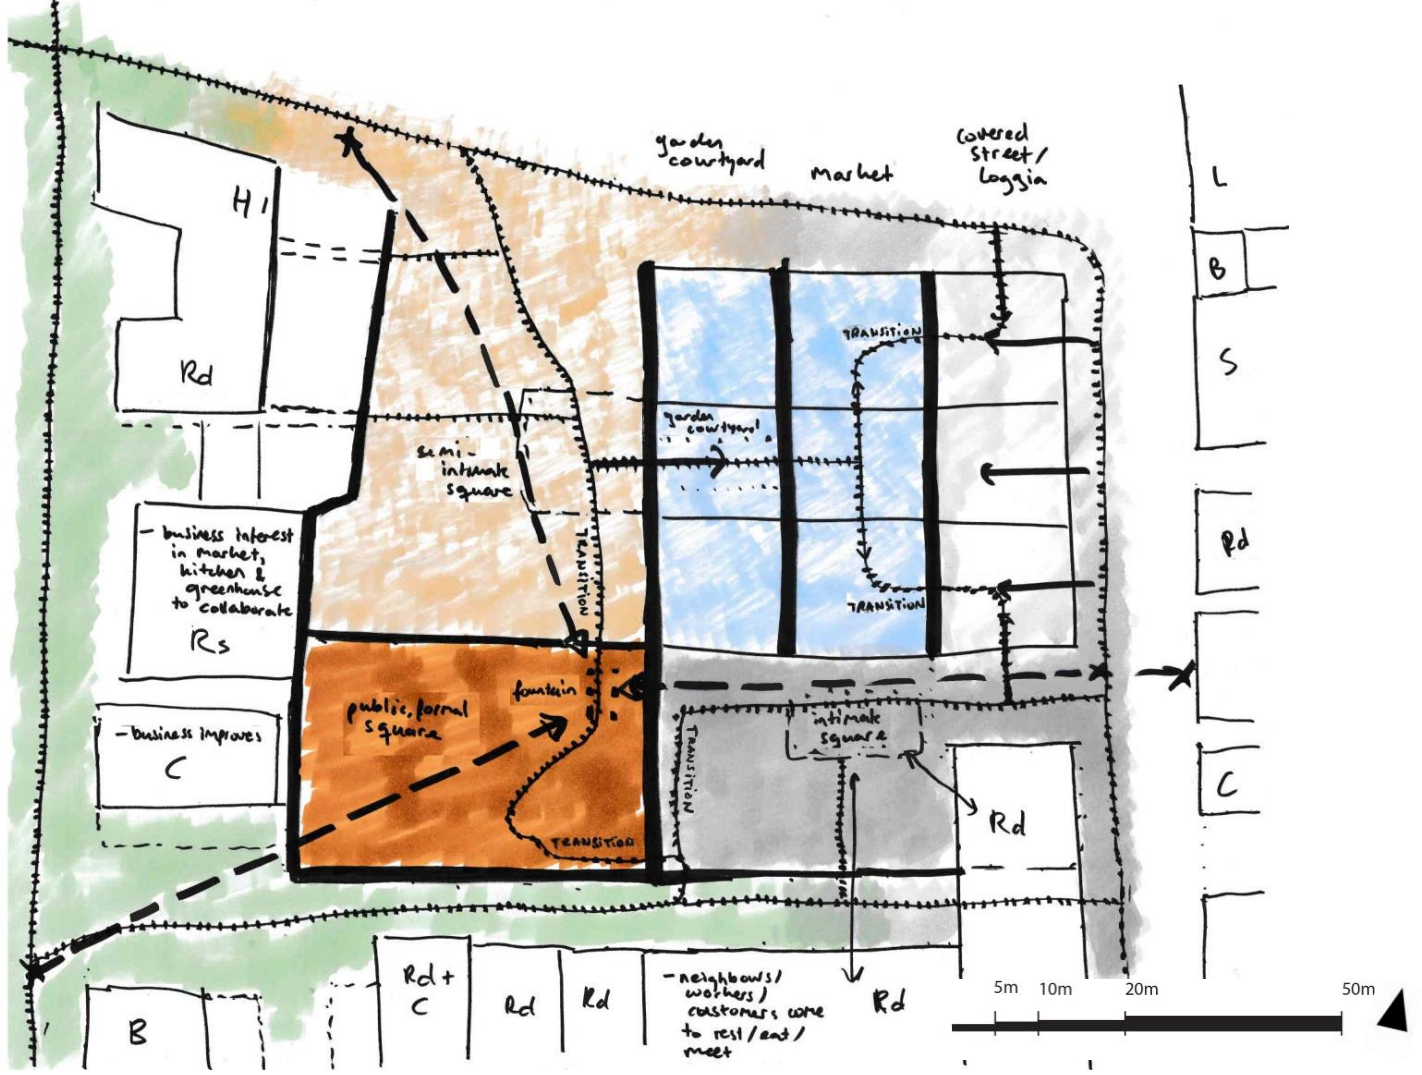 garden
courtyard
market
covered
street/
loggia
L
H
B
TRANSITION
S
Rd
garden
courtyard
semi-
intimate
square
TRANSITION
- business interest
in market,
kitchen &
greenhouse
to collaborate
Rs
Rd
TRANSITION
fountain
public, formal
square
intimate
square
TRANSITION
- business improves
C
C
Rd
TRANSITION
Rd +
C
Rd
Rd
- neighbours/
workers/
customers come
to rest/eat/
meet
Rd
B
5m
10m
20m
50m